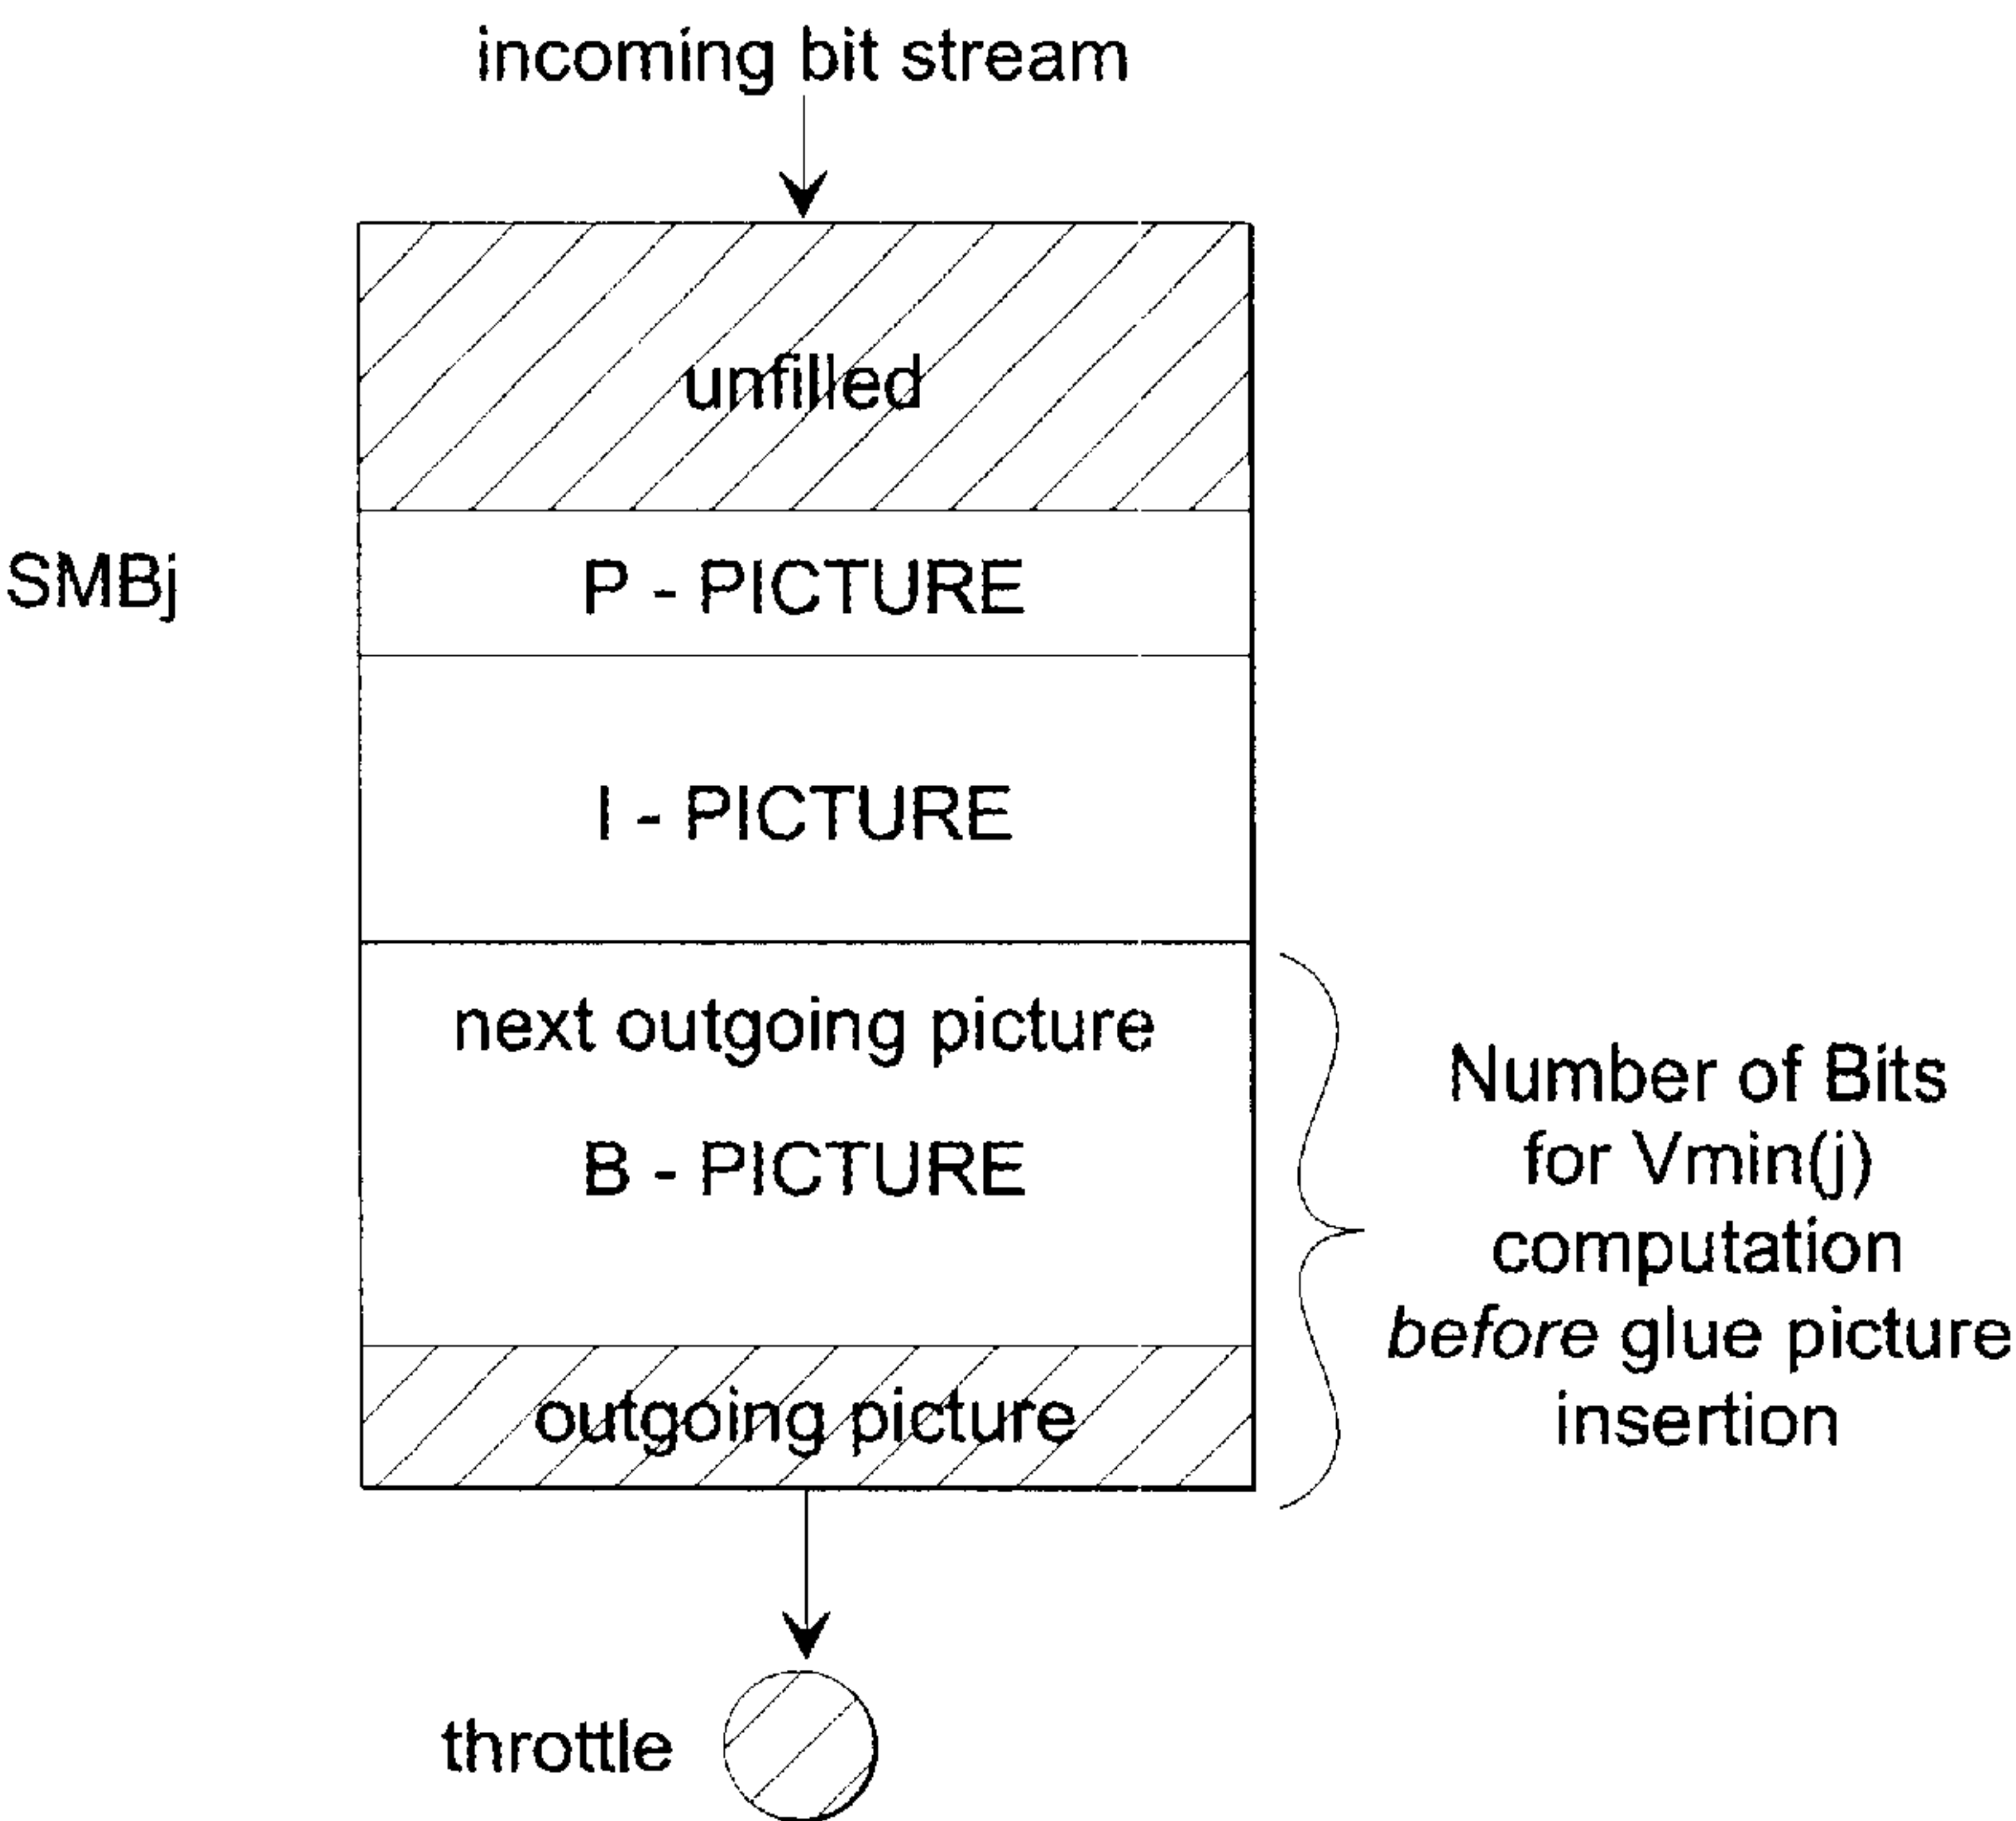 incoming bit stream
unfilled
SMBj
P - PICTURE
I - PICTURE
next outgoing picture
B - PICTURE
outgoing picture
Number of Bits
for Vmin(j)
computation
before glue picture
insertion
throttle